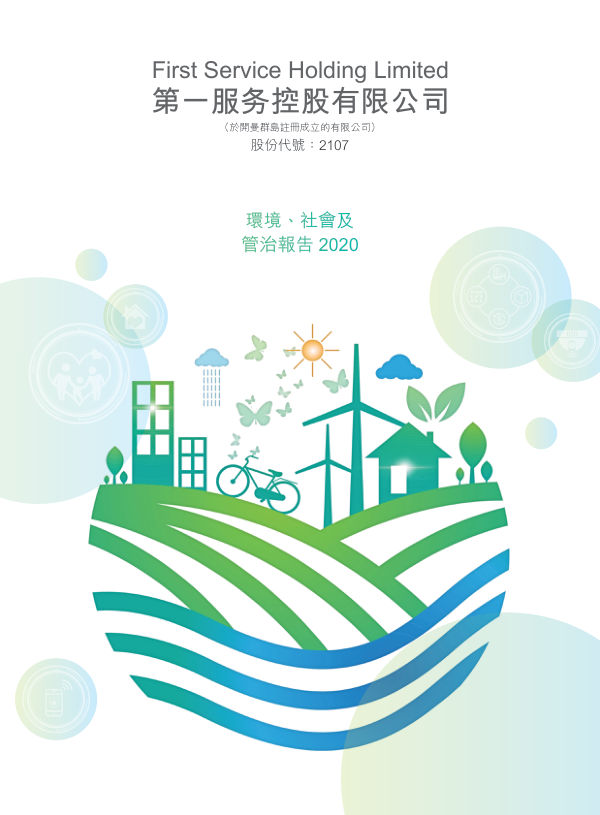 First Service Holding Limited
第一服务控股有限公司
（於開曼群島註冊成立的有限公司）
股份代號：2107
環境、社會及
管治報告 2020